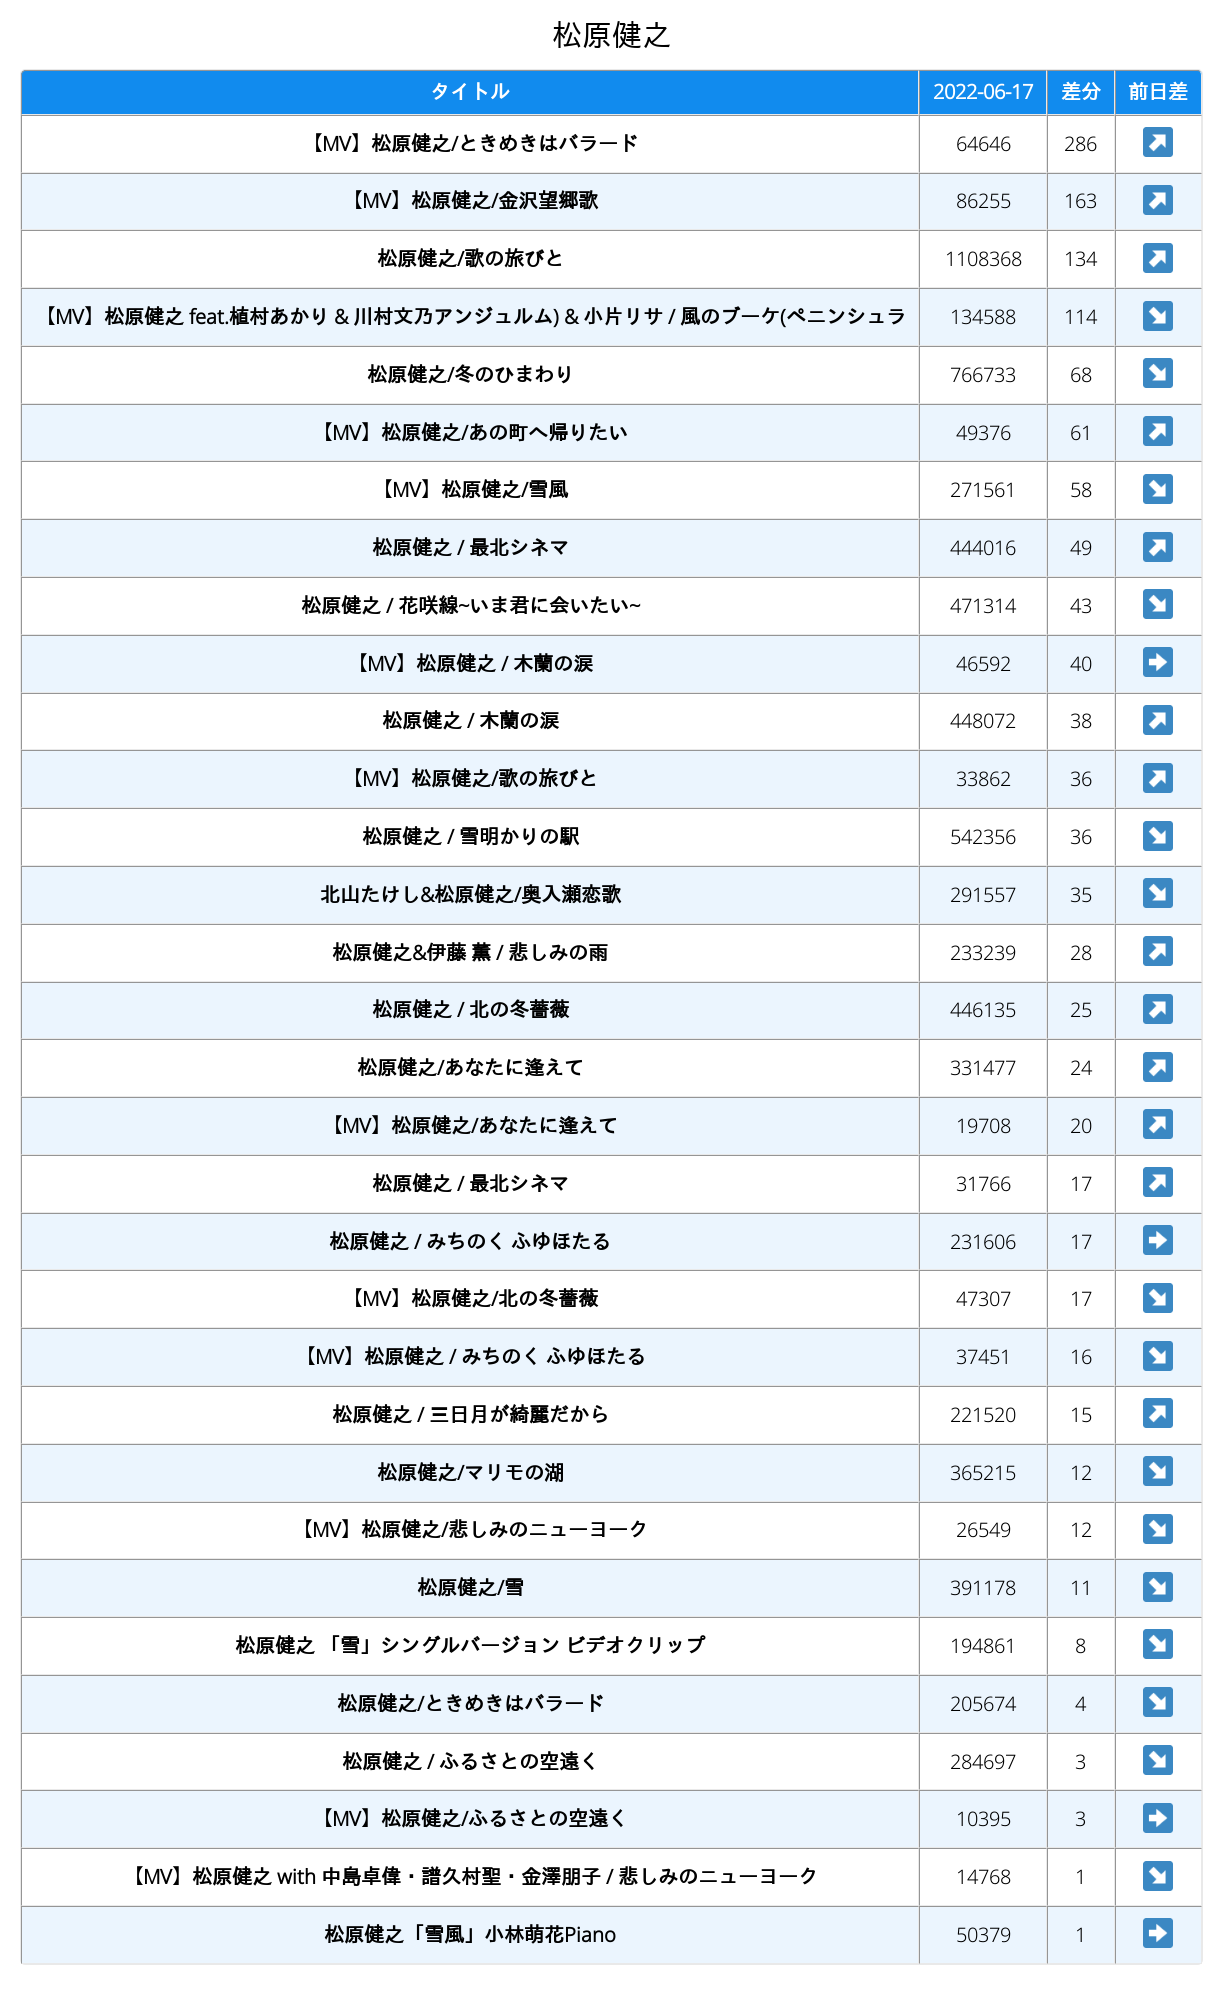 松原健之
タイトル 2022-06-17 差分 前日差
【MV】松原健之/ときめきはバラード 64646 286 ↗
【MV】松原健之/金沢望郷歌 86255 163 ↗
松原健之/歌の旅びと 1108368 134 ↗
【MV】松原健之 feat.植村あかり & 川村文乃アンジュルム) & 小片リサ / 風のブーケ(ペニンシュラ 134588 114 ↘
松原健之/冬のひまわり 766733 68 ↘
【MV】松原健之/あの町へ帰りたい 49376 61 ↗
【MV】松原健之/雪風 271561 58 ↘
松原健之 / 最北シネマ 444016 49 ↗
松原健之 / 花咲線~いま君に会いたい~ 471314 43 ↘
【MV】松原健之 / 木蘭の涙 46592 40 ➡
松原健之 / 木蘭の涙 448072 38 ↗
【MV】松原健之/歌の旅びと 33862 36 ↗
松原健之 / 雪明かりの駅 542356 36 ↘
北山たけし&松原健之/奥入瀬恋歌 291557 35 ↘
松原健之&伊藤 薫 / 悲しみの雨 233239 28 ↗
松原健之 / 北の冬薔薇 446135 25 ↗
松原健之/あなたに逢えて 331477 24 ↗
【MV】松原健之/あなたに逢えて 19708 20 ↗
松原健之 / 最北シネマ 31766 17 ↗
松原健之 / みちのく ふゆほたる 231606 17 ➡
【MV】松原健之/北の冬薔薇 47307 17 ↘
【MV】松原健之 / みちのく ふゆほたる 37451 16 ↘
松原健之 / 三日月が綺麗だから 221520 15 ↗
松原健之/マリモの湖 365215 12 ↘
【MV】松原健之/悲しみのニューヨーク 26549 12 ↘
松原健之/雪 391178 11 ↘
松原健之 「雪」シングルバージョン ビデオクリップ 194861 8 ↘
松原健之/ときめきはバラード 205674 4 ↘
松原健之 / ふるさとの空遠く 284697 3 ↘
【MV】松原健之/ふるさとの空遠く 10395 3 ➡
【MV】松原健之 with 中島卓偉・譜久村聖・金澤朋子 / 悲しみのニューヨーク 14768 1 ↘
松原健之「雪風」小林萌花Piano 50379 1 ➡